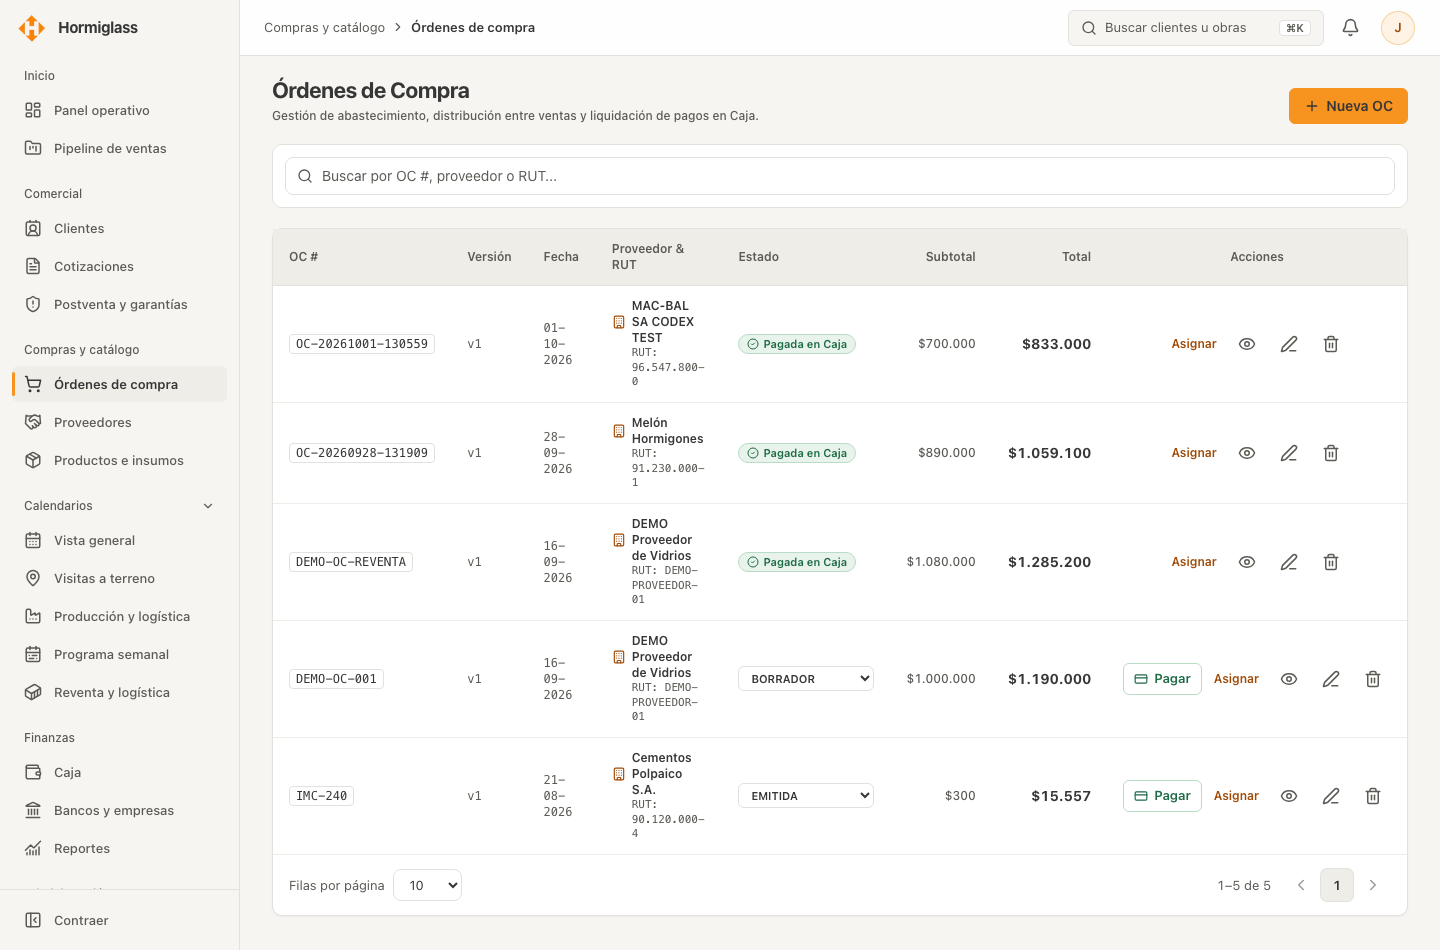 Hormiglass
Compras y catálogo > Órdenes de compra
Buscar clientes u obras ⌘K
J
Inicio
Panel operativo
Pipeline de ventas
Comercial
Clientes
Cotizaciones
Postventa y garantías
Compras y catálogo
Órdenes de compra
Proveedores
Productos e insumos
Calendarios
Vista general
Visitas a terreno
Producción y logística
Programa semanal
Reventa y logística
Finanzas
Caja
Bancos y empresas
Reportes
Contraer
Órdenes de Compra
Gestión de abastecimiento, distribución entre ventas y liquidación de pagos en Caja.
+ Nueva OC
Buscar por OC #, proveedor o RUT...
OC # Versión Fecha Proveedor & Estado Subtotal Total Acciones
RUT
OC-20261001-130559
v1
01-
10-
2026
MAC-BAL
SA CODEX
TEST
RUT:
96.547.800-
0
Pagada en Caja
$700.000
$833.000
Asignar
OC-20260928-131909
v1
28-
09-
2026
Melón
Hormigones
RUT:
91.230.000-
1
Pagada en Caja
$890.000
$1.059.100
Asignar
DEMO-OC-REVENTA
v1
16-
09-
2026
DEMO
Proveedor
de Vidrios
RUT: DEMO-
PROVEEDOR-
01
Pagada en Caja
$1.080.000
$1.285.200
Asignar
DEMO-OC-001
v1
16-
09-
2026
DEMO
Proveedor
de Vidrios
RUT: DEMO-
PROVEEDOR-
01
BORRADOR
$1.000.000
$1.190.000
Pagar
Asignar
IMC-240
v1
21-
08-
2026
Cementos
Polpaico
S.A.
RUT:
90.120.000-
4
EMITIDA
$300
$15.557
Pagar
Asignar
Filas por página 10
1–5 de 5
1